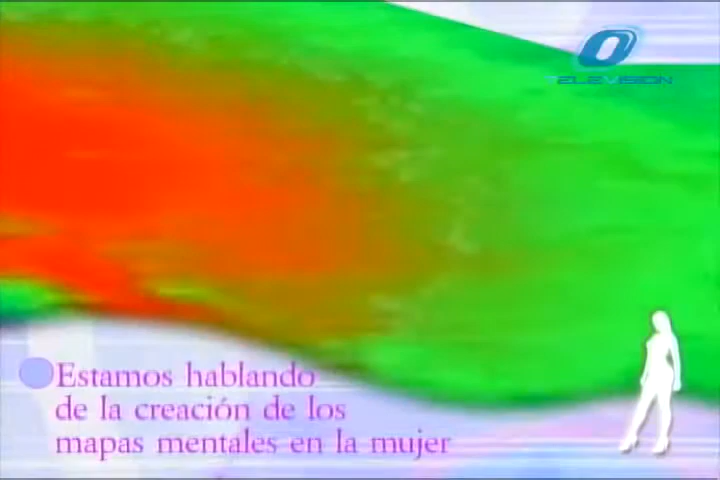 TELEVISION
Estamos hablando
de la creación de los
mapas mentales en la mujer